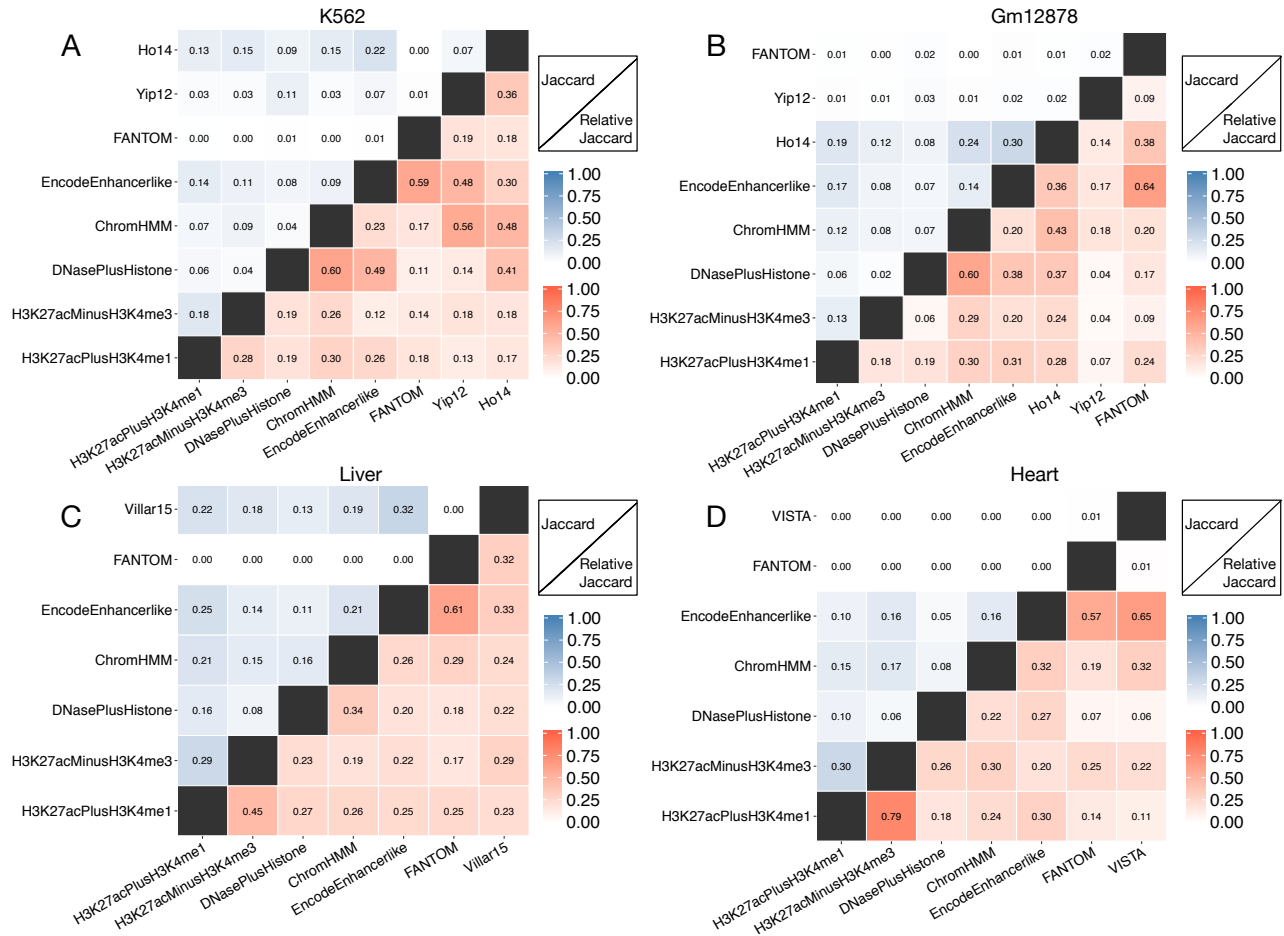 K562
A
Ho14 0.13 0.15 0.09 0.15 0.22 0.00 0.07
Yip12 0.03 0.03 0.11 0.03 0.07 0.01 0.36
FANTOM 0.00 0.00 0.01 0.00 0.01 0.19 0.18
EncodeEnhancerlike 0.14 0.11 0.08 0.09 0.59 0.48 0.30
ChromHMM 0.07 0.09 0.04 0.23 0.17 0.56 0.48
DNasePlusHistone 0.06 0.04 0.60 0.49 0.11 0.14 0.41
H3K27acMinusH3K4me3 0.18 0.19 0.26 0.12 0.14 0.18 0.18
H3K27acPlusH3K4me1 0.28 0.19 0.30 0.26 0.18 0.13 0.17
H3K27acPlusH3K4me1
H3K27acMinusH3K4me3
DNasePlusHistone
ChromHMM
EncodeEnhancerlike
FANTOM
Yip12
Ho14
Jaccard
Relative
Jaccard
1.00
0.75
0.50
0.25
0.00
1.00
0.75
0.50
0.25
0.00
Gm12878
B
FANTOM 0.01 0.00 0.02 0.00 0.01 0.01 0.02
Yip12 0.01 0.01 0.03 0.01 0.02 0.02 0.09
Ho14 0.19 0.12 0.08 0.24 0.30 0.14 0.38
EncodeEnhancerlike 0.17 0.08 0.07 0.14 0.36 0.17 0.64
ChromHMM 0.12 0.08 0.07 0.20 0.43 0.18 0.20
DNasePlusHistone 0.06 0.02 0.60 0.38 0.37 0.04 0.17
H3K27acMinusH3K4me3 0.13 0.06 0.29 0.20 0.24 0.04 0.09
H3K27acPlusH3K4me1 0.18 0.19 0.30 0.31 0.28 0.07 0.24
H3K27acPlusH3K4me1
H3K27acMinusH3K4me3
DNasePlusHistone
ChromHMM
EncodeEnhancerlike
Ho14
Yip12
FANTOM
Jaccard
Relative
Jaccard
1.00
0.75
0.50
0.25
0.00
1.00
0.75
0.50
0.25
0.00
Liver
C
Villar15 0.22 0.18 0.13 0.19 0.32 0.00
FANTOM 0.00 0.00 0.00 0.00 0.00 0.32
EncodeEnhancerlike 0.25 0.14 0.11 0.21 0.61 0.33
ChromHMM 0.21 0.15 0.16 0.26 0.29 0.24
DNasePlusHistone 0.16 0.08 0.34 0.20 0.18 0.22
H3K27acMinusH3K4me3 0.29 0.23 0.19 0.22 0.17 0.29
H3K27acPlusH3K4me1 0.45 0.27 0.26 0.25 0.25 0.23
H3K27acPlusH3K4me1
H3K27acMinusH3K4me3
DNasePlusHistone
ChromHMM
EncodeEnhancerlike
FANTOM
Villar15
Jaccard
Relative
Jaccard
1.00
0.75
0.50
0.25
0.00
1.00
0.75
0.50
0.25
0.00
Heart
D
VISTA 0.00 0.00 0.00 0.00 0.00 0.01
FANTOM 0.00 0.00 0.00 0.00 0.00 0.01
EncodeEnhancerlike 0.10 0.16 0.05 0.16 0.57 0.65
ChromHMM 0.15 0.17 0.08 0.32 0.19 0.32
DNasePlusHistone 0.10 0.06 0.22 0.27 0.07 0.06
H3K27acMinusH3K4me3 0.30 0.26 0.30 0.20 0.25 0.22
H3K27acPlusH3K4me1 0.79 0.18 0.24 0.30 0.14 0.11
H3K27acPlusH3K4me1
H3K27acMinusH3K4me3
DNasePlusHistone
ChromHMM
EncodeEnhancerlike
FANTOM
VISTA
Jaccard
Relative
Jaccard
1.00
0.75
0.50
0.25
0.00
1.00
0.75
0.50
0.25
0.00